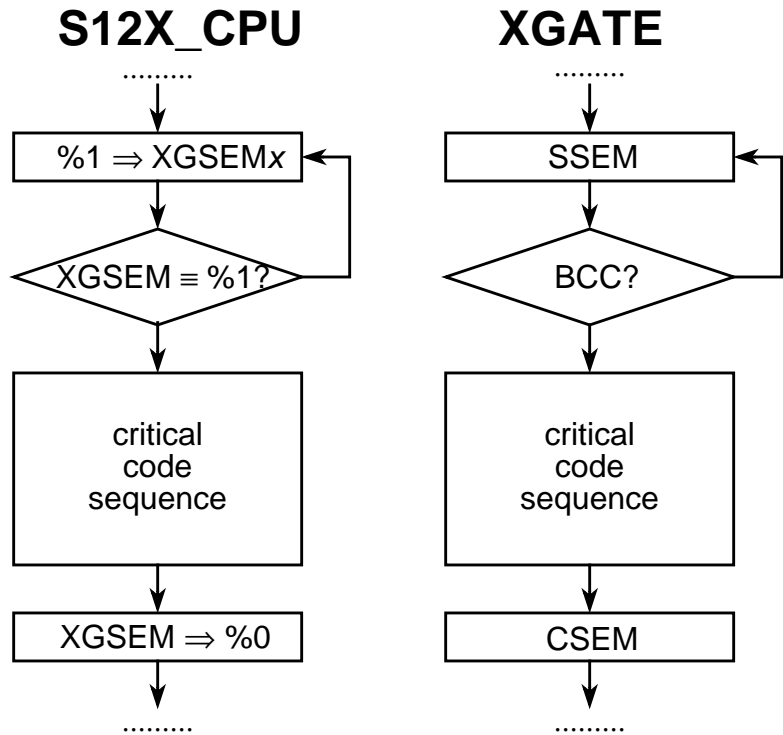 S12X_CPU
.........
%1 ⇒ XGSEMx
XGSEM ≡ %1?
critical
code
sequence
XGSEM ⇒ %0
.........
XGATE
.........
SSEM
BCC?
critical
code
sequence
CSEM
.........